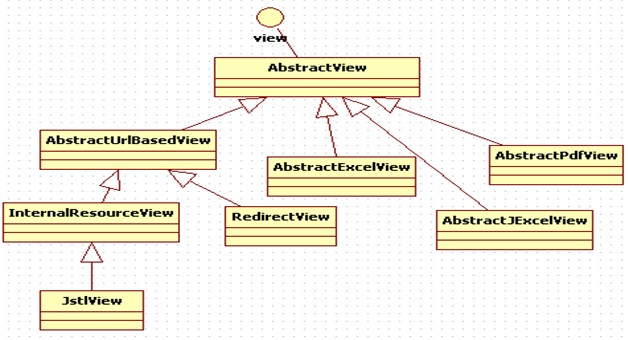 view
AbstractView
AbstractUrlBasedView
AbstractExcelView
AbstractPdfView
InternalResourceView
RedirectView
AbstractJExcelView
JstlView